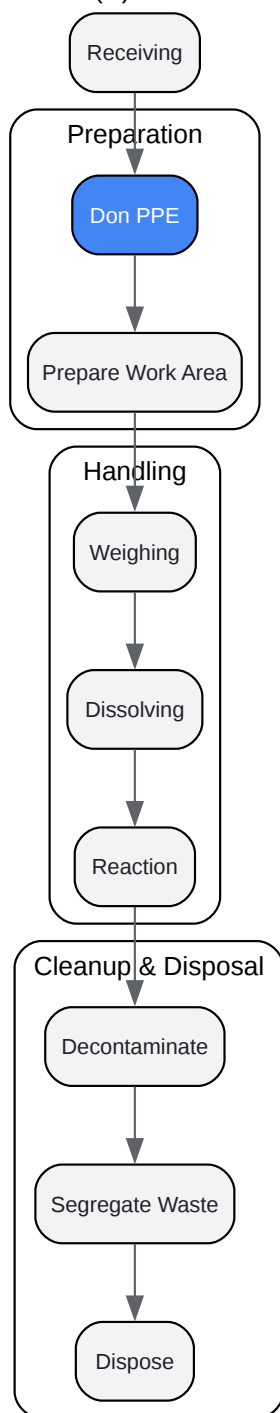 Receiving
Preparation
Don PPE
Prepare Work Area
Handling
Weighing
Dissolving
Reaction
Cleanup & Disposal
Decontaminate
Segregate Waste
Dispose